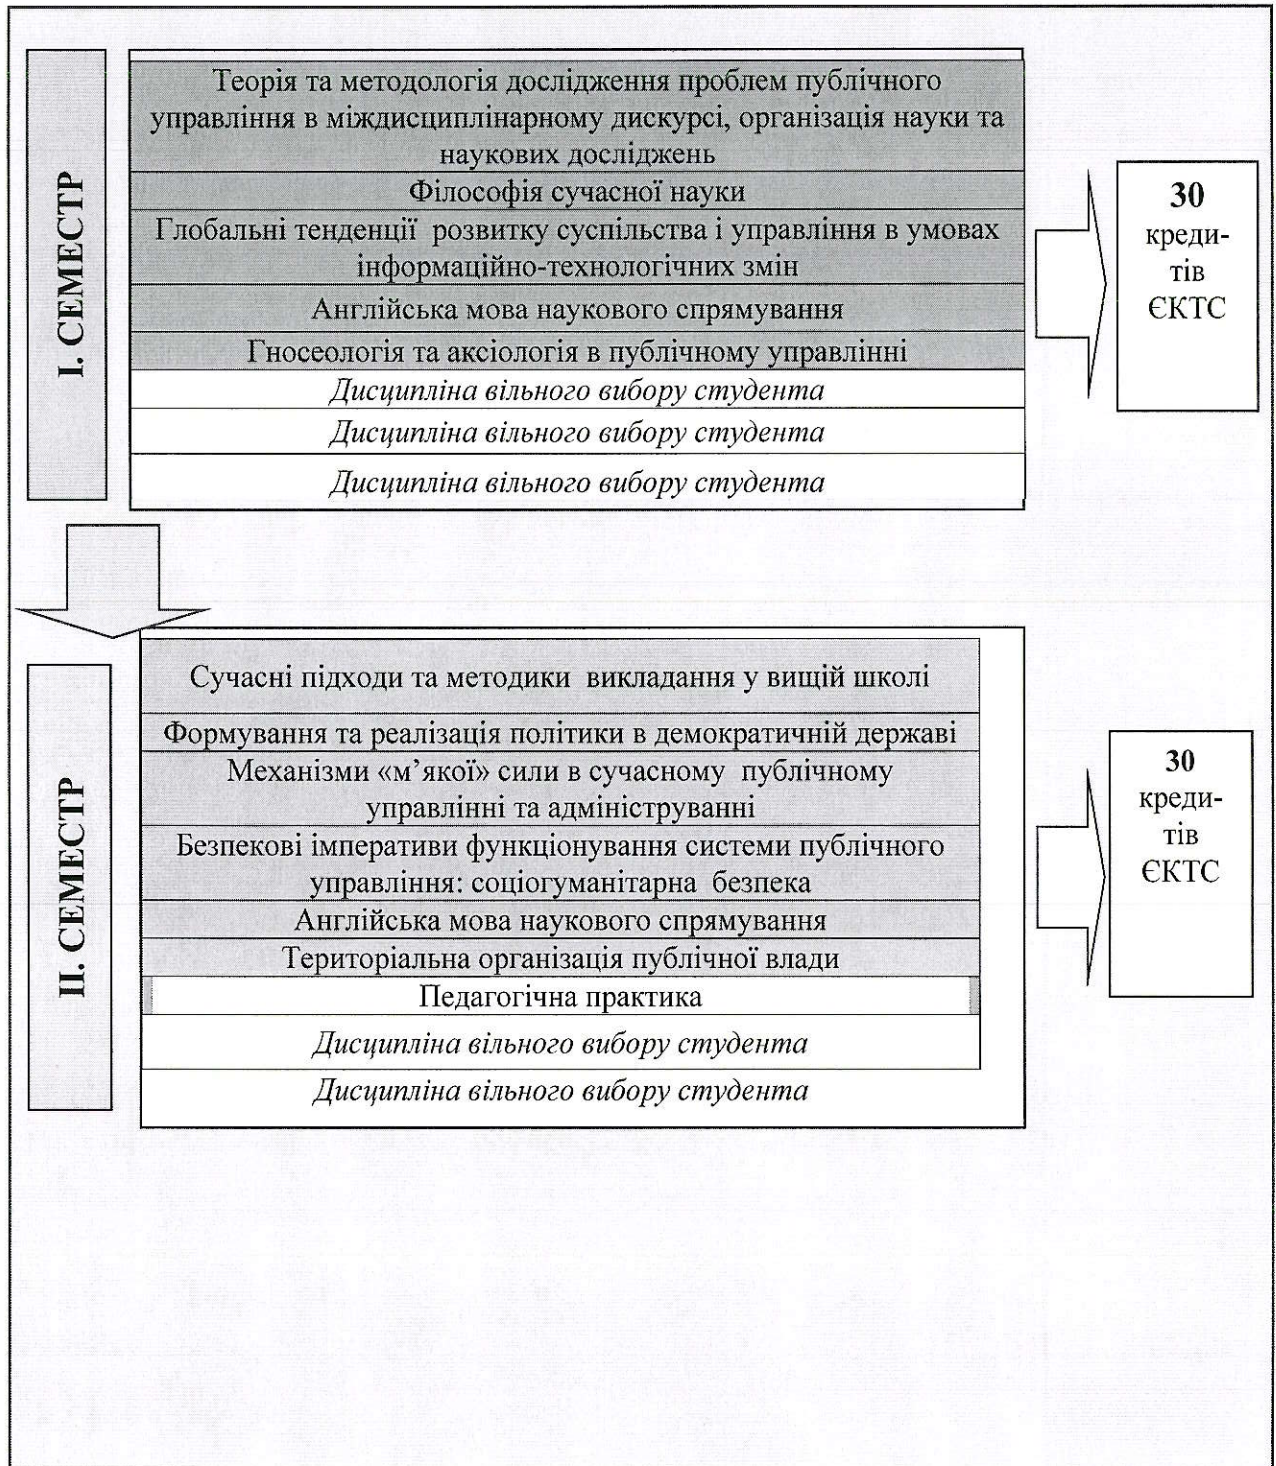 I. СЕМЕСТР
Теорія та методологія дослідження проблем публічного
управління в міждисциплінарному дискурсі, організація науки та
наукових досліджень
Філософія сучасної науки
Глобальні тенденції розвитку суспільства і управління в умовах
інформаційно-технологічних змін
Англійська мова наукового спрямування
Гносеологія та аксіологія в публічному управлінні
Дисципліна вільного вибору студента
Дисципліна вільного вибору студента
Дисципліна вільного вибору студента
30
креди-
тів
ЄКТС
II. СЕМЕСТР
Сучасні підходи та методики викладання у вищій школі
Формування та реалізація політики в демократичній державі
Механізми «м’якої» сили в сучасному публічному
управлінні та адмініструванні
Безпекові імперативи функціонування системи публічного
управління: соціогуманітарна безпека
Англійська мова наукового спрямування
Територіальна організація публічної влади
Педагогічна практика
Дисципліна вільного вибору студента
Дисципліна вільного вибору студента
30
креди-
тів
ЄКТС